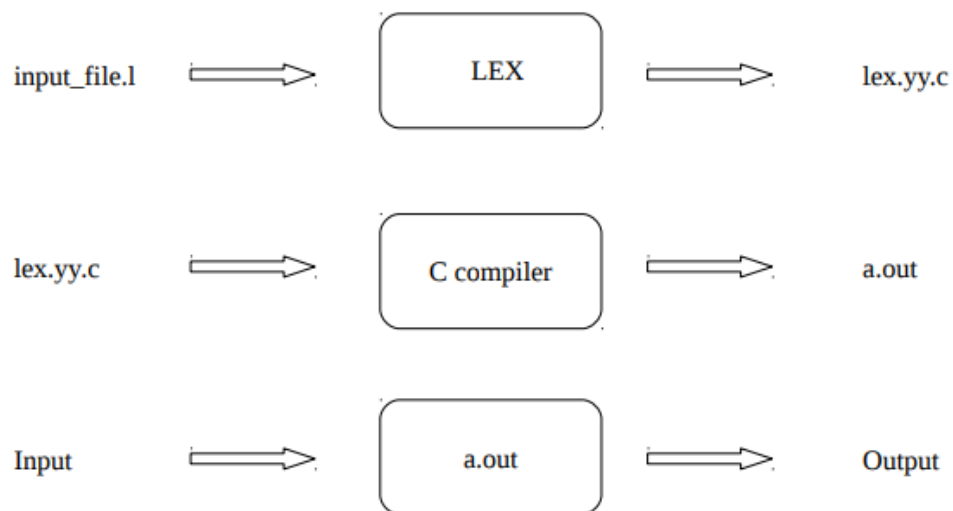 input_file.l
LEX
lex.yy.c
lex.yy.c
C compiler
a.out
Input
a.out
Output